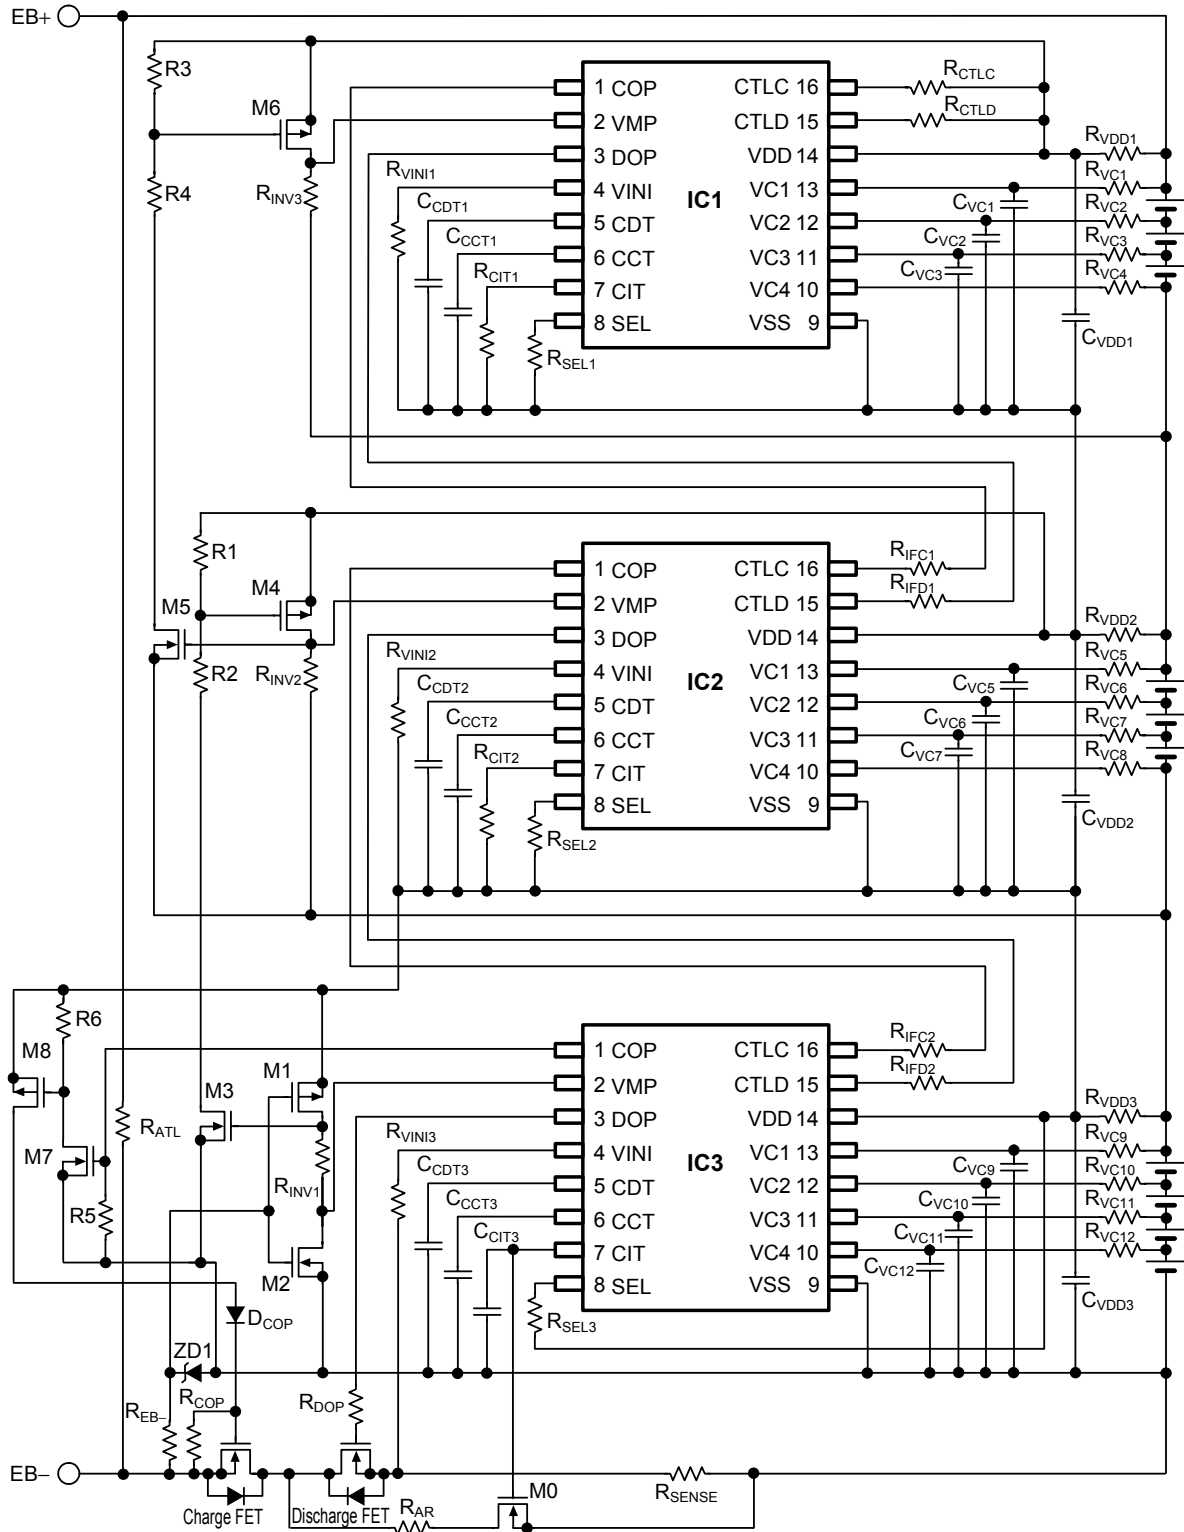 EB+
R3
M6
R4
RINV3
RVINI1
CCDT1
CCCT1
RCIT1
RSEL1
1 COP
2 VMP
3 DOP
4 VINI
5 CDT
6 CCT
7 CIT
8 SEL
IC1
CTLC 16
CTLD 15
VDD 14
VC1 13
VC2 12
VC3 11
VC4 10
VSS 9
RCTLC
RCTLD
RVDD1
RVC1
RVC2
RVC3
RVC4
CVC1
CVC2
CVC3
CVDD1
R1
M4
M5
R2
RINV2
RVINI2
CCDT2
CCCT2
RCIT2
RSEL2
1 COP
2 VMP
3 DOP
4 VINI
5 CDT
6 CCT
7 CIT
8 SEL
IC2
CTLC 16
CTLD 15
VDD 14
VC1 13
VC2 12
VC3 11
VC4 10
VSS 9
RIFC1
RIFD1
RVDD2
RVC5
RVC6
RVC7
RVC8
CVC5
CVC6
CVC7
CVDD2
R6
M8
M1
M3
RATL
M7
R5
RINV1
M2
DCOP
ZD1
RVINI3
CCDT3
CCCT3
CCIT3
RSEL3
1 COP
2 VMP
3 DOP
4 VINI
5 CDT
6 CCT
7 CIT
8 SEL
IC3
CTLC 16
CTLD 15
VDD 14
VC1 13
VC2 12
VC3 11
VC4 10
VSS 9
RIFC2
RIFD2
RVDD3
RVC9
RVC10
RVC11
RVC12
CVC9
CVC10
CVC11
CVC12
CVDD3
REB−
RCOP
RDOP
EB−
Charge FET
Discharge FET
RAR
M0
RSENSE